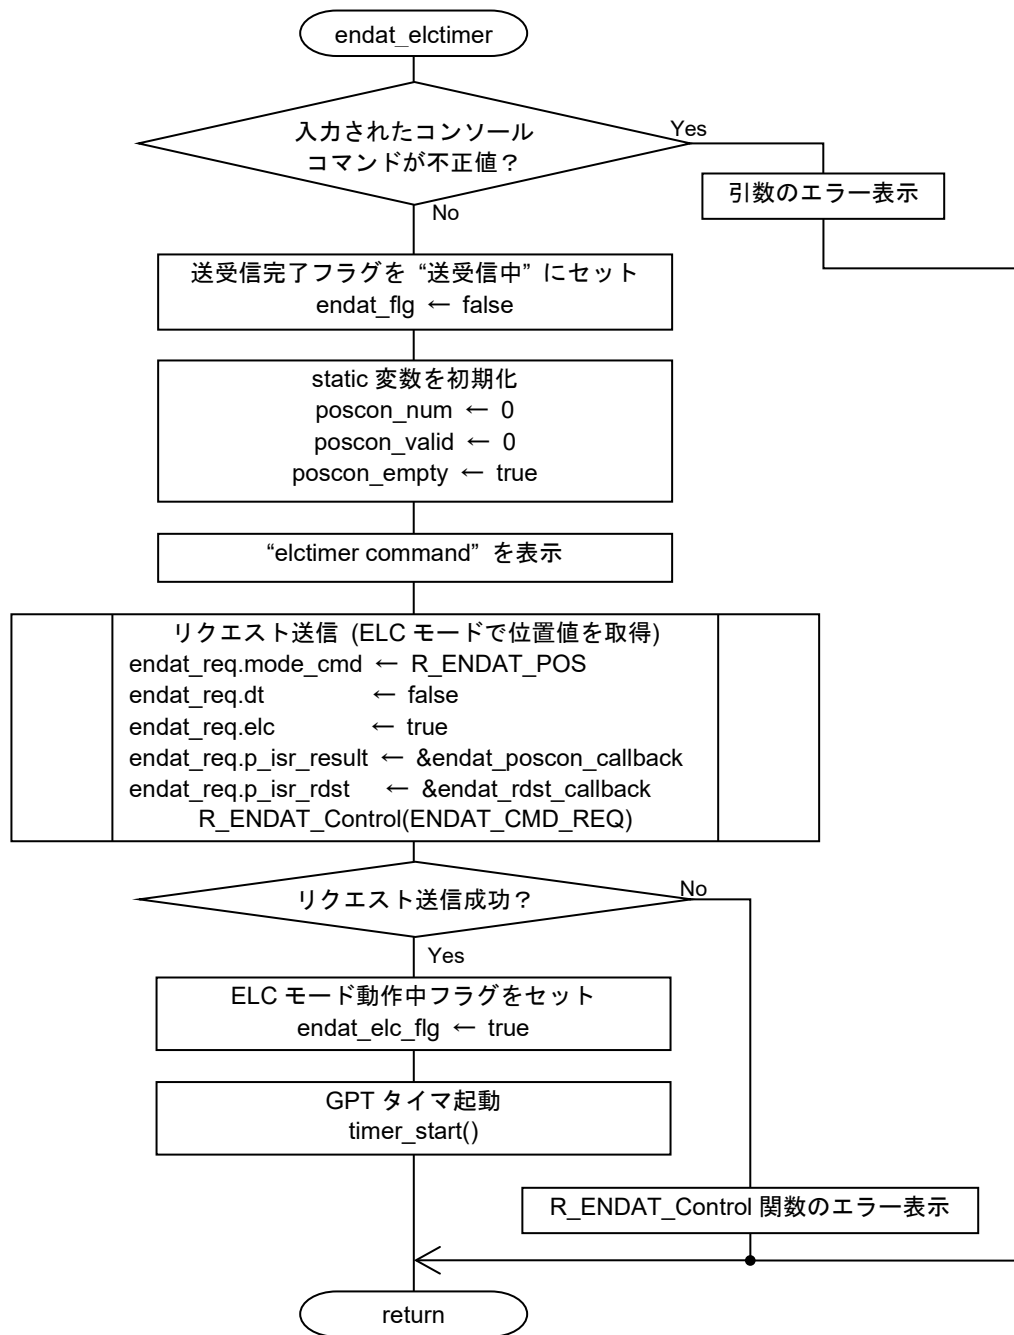 endat_elctimer
入力されたコンソール
コマンドが不正値？
Yes
引数のエラー表示
No
送受信完了フラグを “送受信中” にセット
endat_flg ← false
static 変数を初期化
poscon_num ← 0
poscon_valid ← 0
poscon_empty ← true
“elctimer command” を表示
リクエスト送信 (ELC モードで位置値を取得)
endat_req.mode_cmd ← R_ENDAT_POS
endat_req.dt ← false
endat_req.elc ← true
endat_req.p_isr_result ← &endat_poscon_callback
endat_req.p_isr_rdst ← &endat_rdst_callback
R_ENDAT_Control(ENDAT_CMD_REQ)
リクエスト送信成功？
No
Yes
ELC モード動作中フラグをセット
endat_elc_flg ← true
GPT タイマ起動
timer_start()
R_ENDAT_Control 関数のエラー表示
return